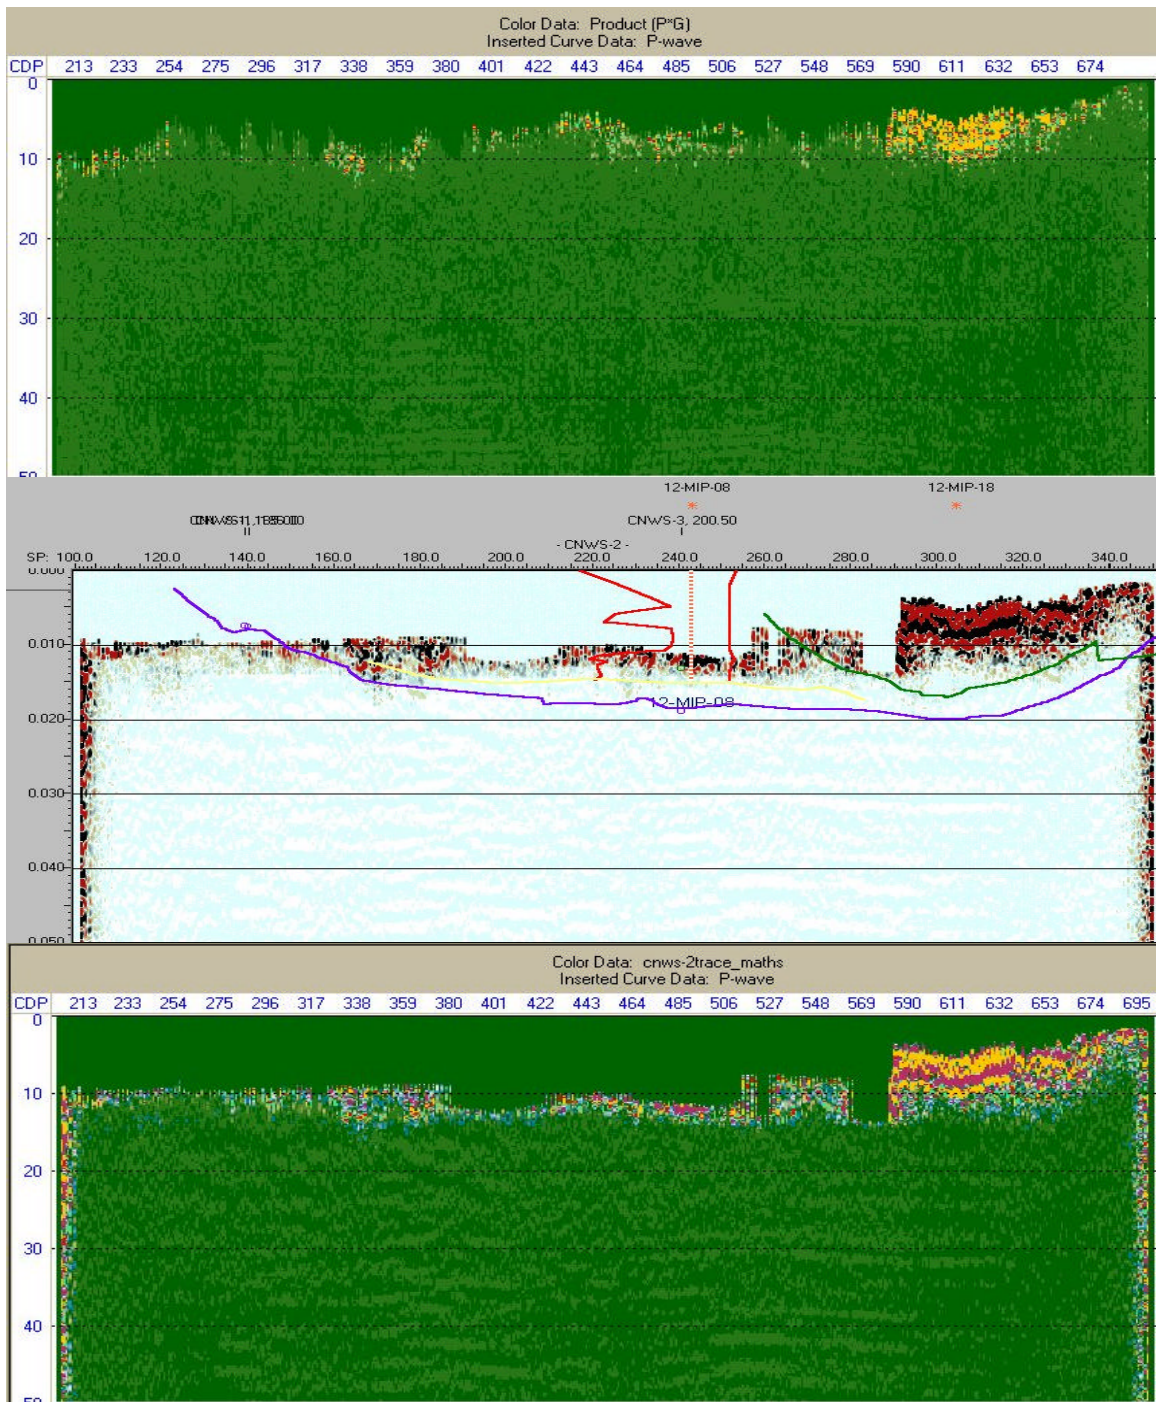 Color Data: Product (P*G)
Inserted Curve Data: P-wave
CDP 213 233 254 275 296 317 338 359 380 401 422 443 464 485 506 527 548 569 590 611 632 653 674
0
10
20
30
40
50
12-MIP-08 12-MIP-18
CNWS-3, 200.50
- CNWS-2 -
SP: 100.0 120.0 140.0 160.0 180.0 200.0 220.0 240.0 260.0 280.0 300.0 320.0 340.0
0.000
0.010
12-MIP-08
0.020
0.030
0.040
0.050
Color Data: cnws-2trace_maths
Inserted Curve Data: P-wave
CDP 213 233 254 275 296 317 338 359 380 401 422 443 464 485 506 527 548 569 590 611 632 653 674 695
0
10
20
30
40
50